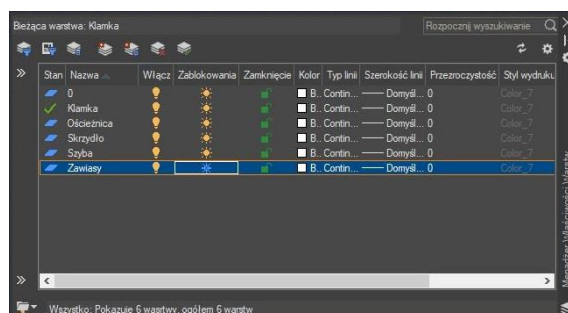 Bieżąca warstwa: Klamka
Rozpocznij wyszukiwanie
Stan Nazwa Włącz Zablokowania Zamknięcie Kolor Typ linii Szerokość linii Przezroczystość Styl wydruku
0 B.. Contin... Domyśl... 0 Color_7
Klamka B.. Contin... Domyśl... 0 Color_7
Ościeżnica B.. Contin... Domyśl... 0 Color_7
Skrzydło B.. Contin... Domyśl... 0 Color_7
Szyba B.. Contin... Domyśl... 0 Color_7
Zawiasy B.. Contin... Domyśl... 0 Color_7
Wszystko: Pokazuje 6 wasrtwy, ogółem 6 warstw
Menadżer Właściwości Warstw